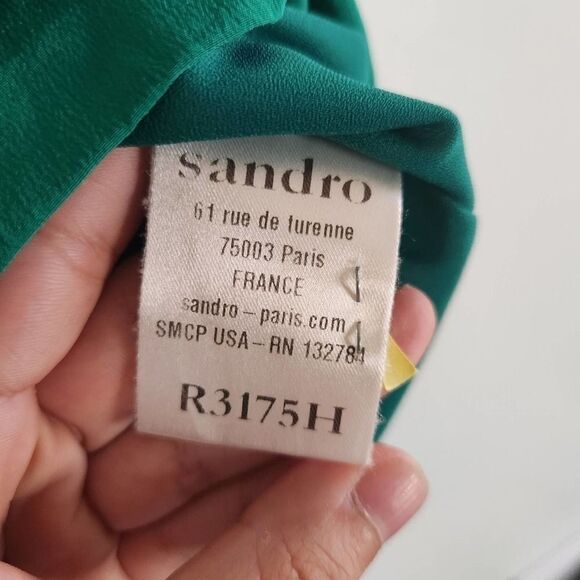 sandro
61 rue de turenne
75003 Paris
FRANCE
sandro-paris.com
SMCP USA-RN 132784
R3175H